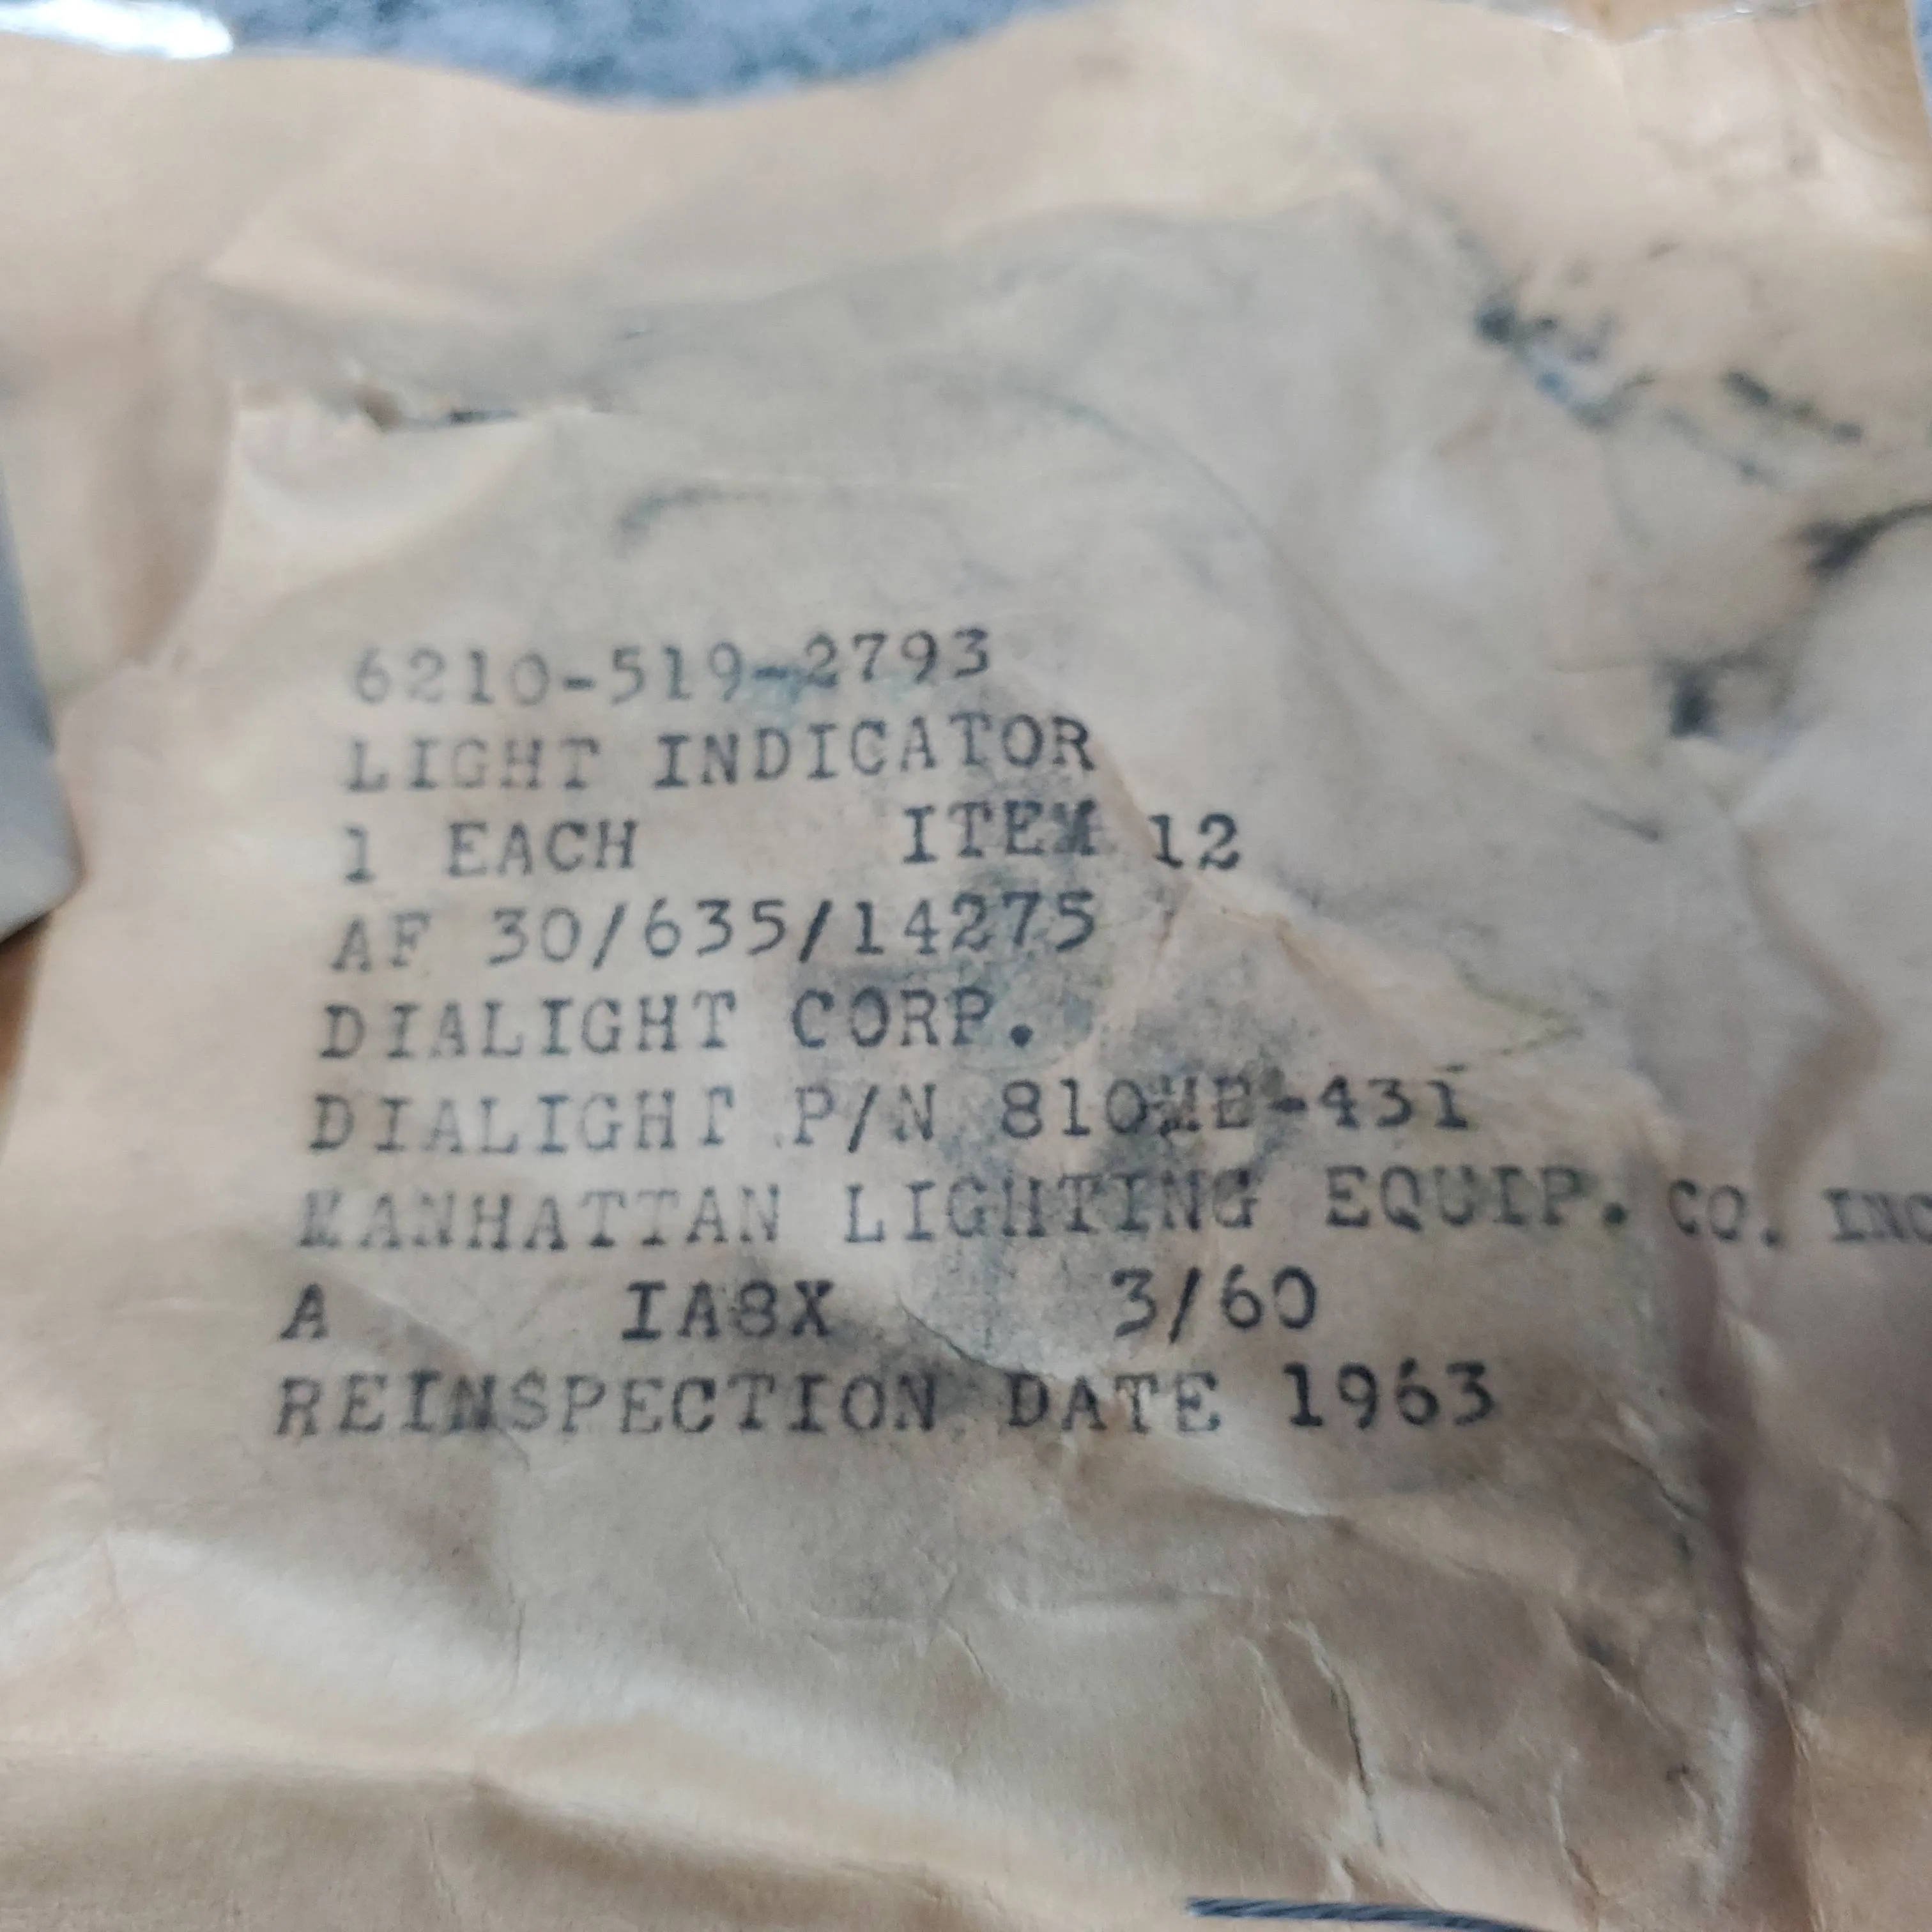 6210-519-2793
LIGHT INDICATOR
1 EACH ITEM 12
AF 30/635/14275
DIALIGHT CORP.
DIALIGHT P/N 810MB-431
MANHATTAN LIGHTING EQUIP. CO. INC
A IA8X 3/60
REINSPECTION DATE 1963